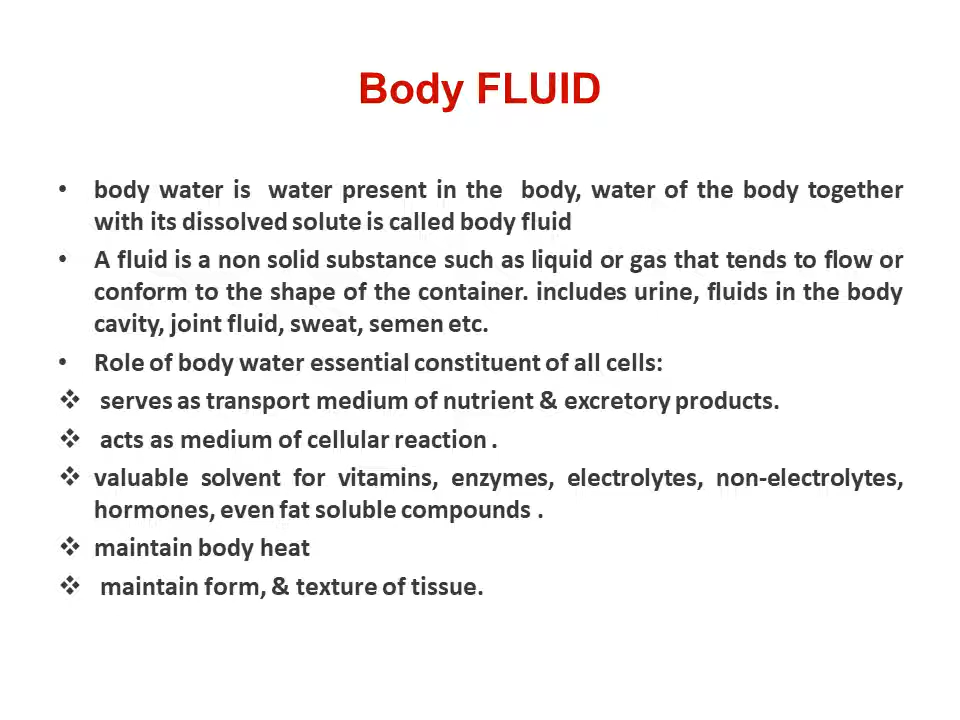 Body FLUID
• body water is water present in the body, water of the body together
with its dissolved solute is called body fluid
• A fluid is a non solid substance such as liquid or gas that tends to flow or
conform to the shape of the container. includes urine, fluids in the body
cavity, joint fluid, sweat, semen etc.
• Role of body water essential constituent of all cells:
❖ serves as transport medium of nutrient & excretory products.
❖ acts as medium of cellular reaction .
❖ valuable solvent for vitamins, enzymes, electrolytes, non-electrolytes,
hormones, even fat soluble compounds .
❖ maintain body heat
❖ maintain form, & texture of tissue.